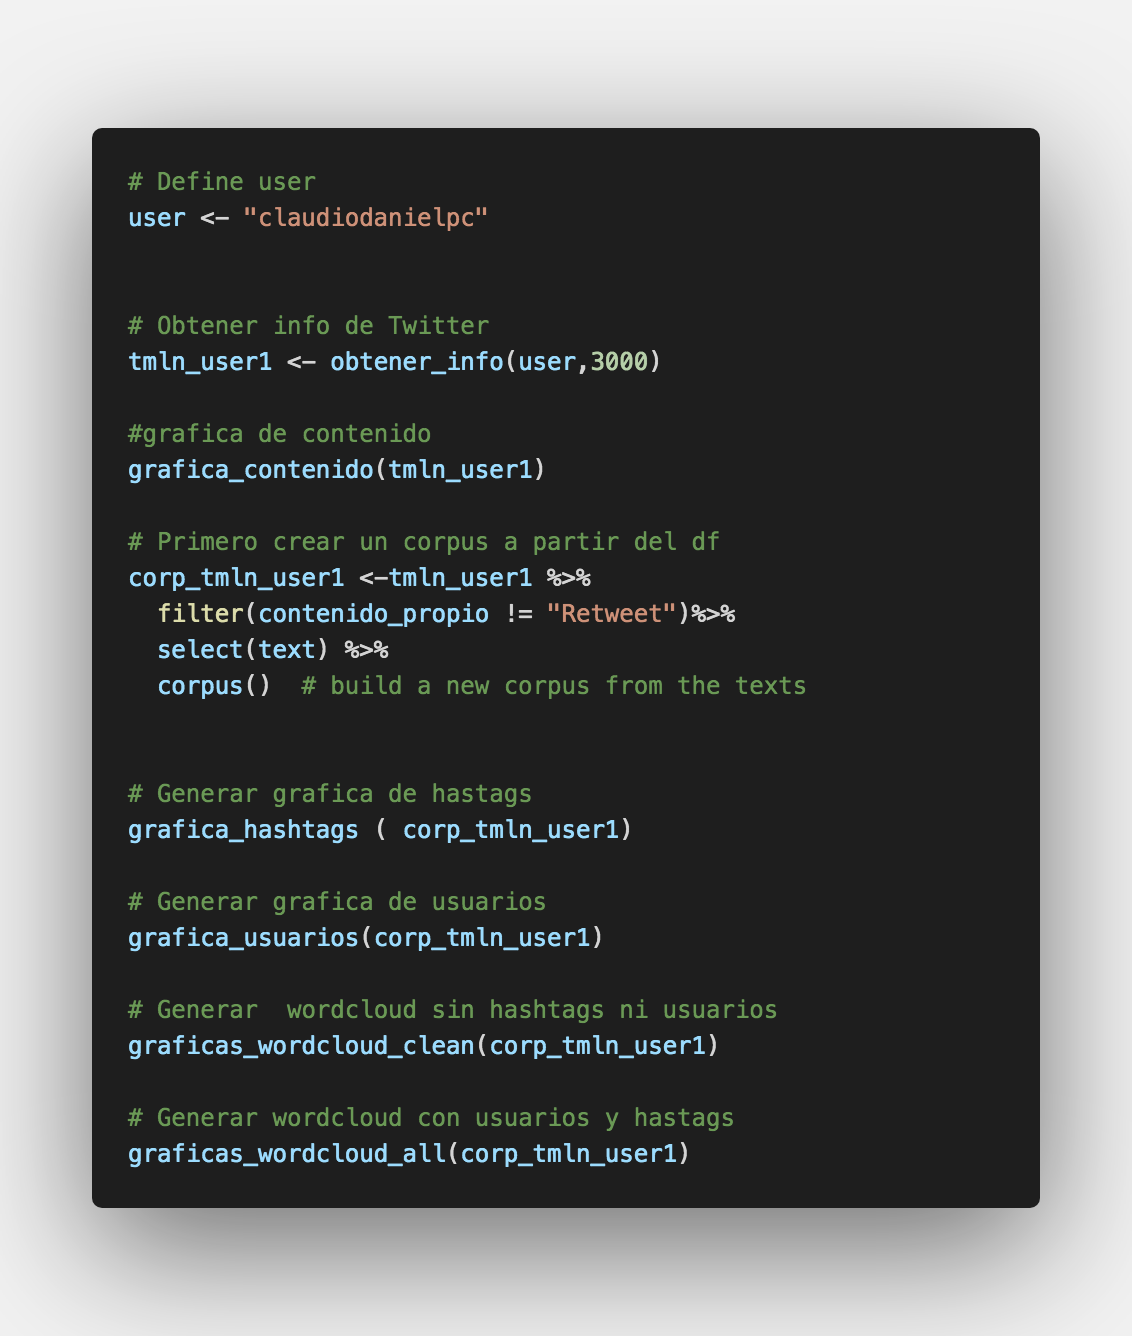 # Define user
user <- "claudiodanielpc"
# Obtener info de Twitter
tmln_user1 <- obtener_info(user,3000)
#grafica de contenido
grafica_contenido(tmln_user1)
# Primero crear un corpus a partir del df
corp_tmln_user1 <-tmln_user1 %>%
  filter(contenido_propio != "Retweet")%>%
  select(text) %>%
  corpus()  # build a new corpus from the texts
# Generar grafica de hastags
grafica_hashtags ( corp_tmln_user1)
# Generar grafica de usuarios
grafica_usuarios(corp_tmln_user1)
# Generar  wordcloud sin hashtags ni usuarios
graficas_wordcloud_clean(corp_tmln_user1)
# Generar wordcloud con usuarios y hastags
graficas_wordcloud_all(corp_tmln_user1)